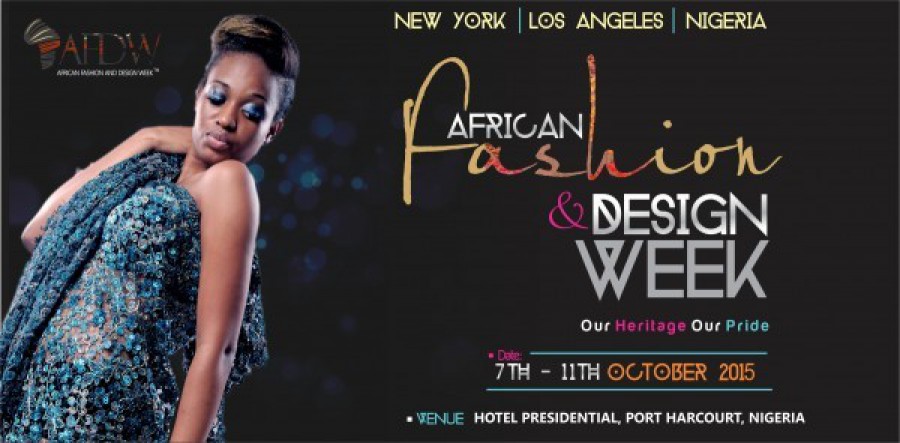 AFDW
AFRICAN FASHION AND DESIGN WEEK™
NEW YORK | LOS ANGELES | NIGERIA
AFRICAN
Fashion
& DESIGN
WEEK
Our Heritage Our Pride
Date:
7TH - 11TH OCTOBER 2015
VENUE HOTEL PRESIDENTIAL, PORT HARCOURT, NIGERIA